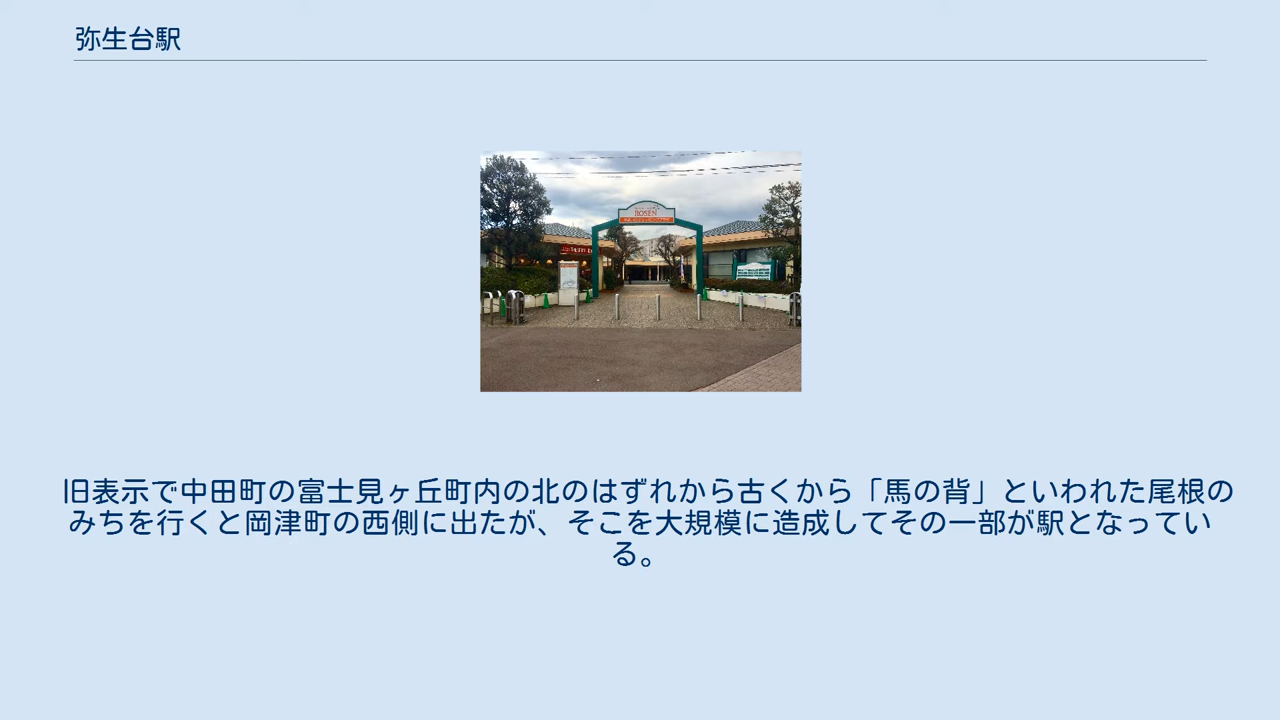 弥生台駅
ROSEN
旧表示で中田町の富士見ヶ丘町内の北のはずれから古くから「馬の背」といわれた尾根の
みちを行くと岡津町の西側に出たが、そこを大規模に造成してその一部が駅となってい
る。